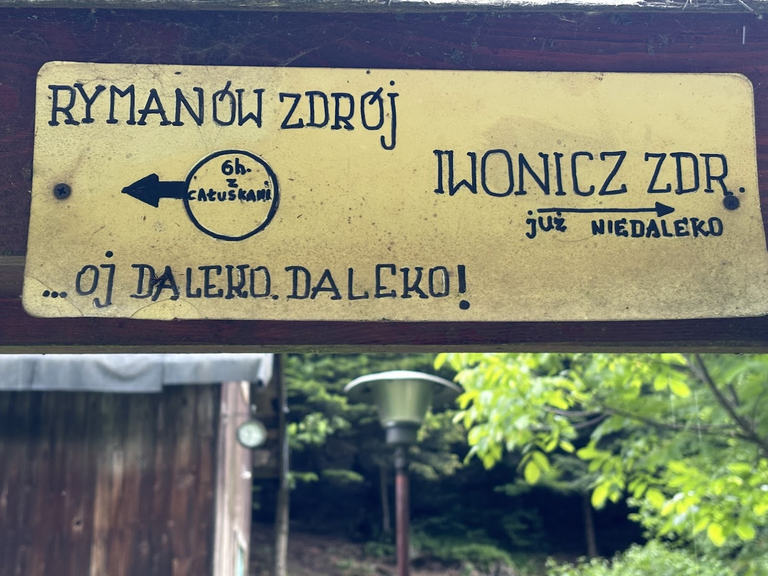 RYMANÓW ZDRÓJ
6h.
z
CAŁUSKAMI
...OJ DALEKO. DALEKO!
IWONICZ ZDR.
już NIEDALEKO